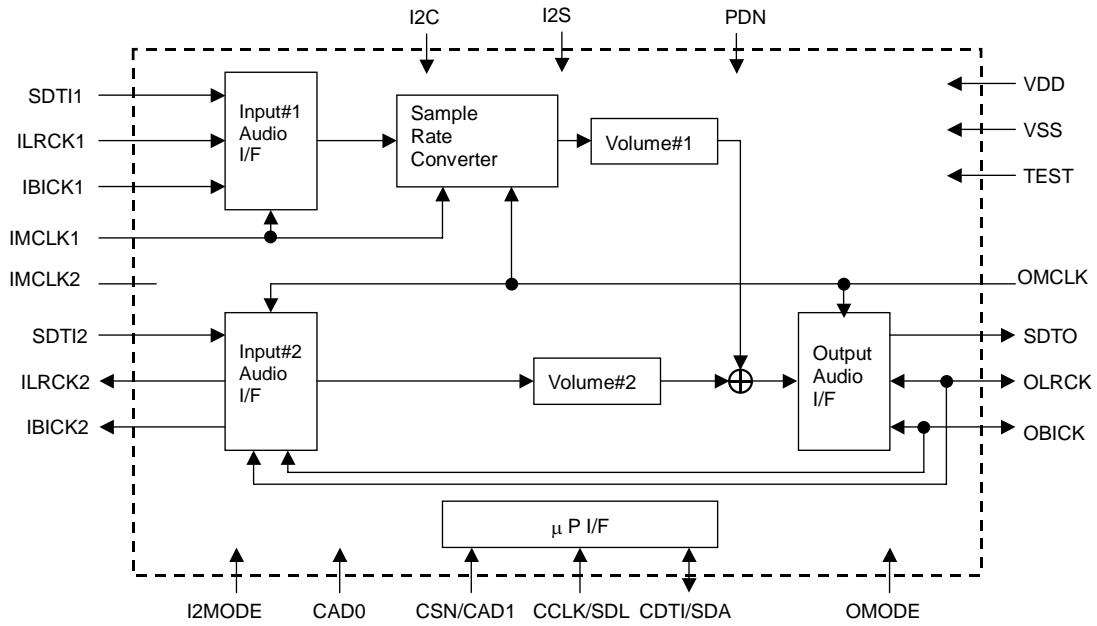 I2C
I2S
PDN
SDTI1
ILRCK1
IBICK1
IMCLK1
IMCLK2
SDTI2
ILRCK2
IBICK2
Input#1
Audio
I/F
Sample
Rate
Converter
Volume#1
VDD
VSS
TEST
OMCLK
SDTO
OLRCK
OBICK
Input#2
Audio
I/F
Volume#2
Output
Audio
I/F
μ P I/F
I2MODE
CAD0
CSN/CAD1
CCLK/SDL
CDTI/SDA
OMODE